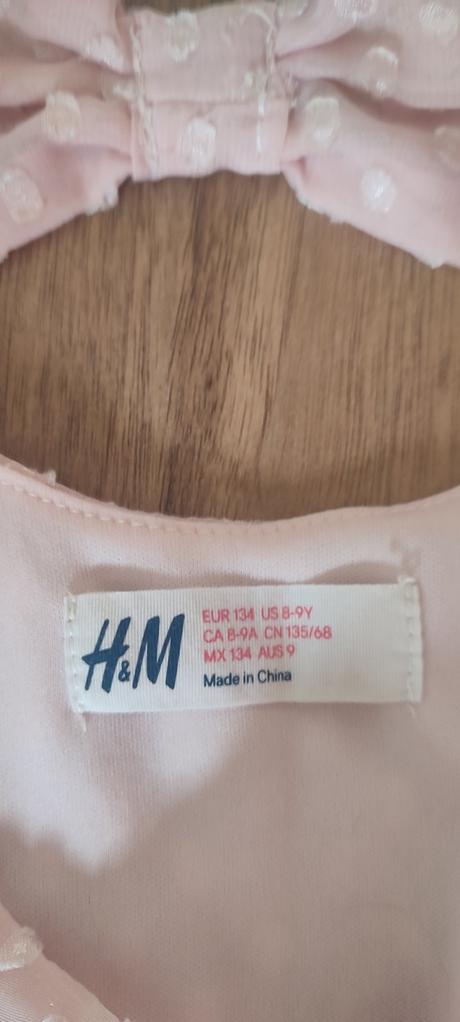 H&M
EUR 134 US 8-9Y
CA 8-9A CN 135/68
MX 134 AUS 9
Made in China